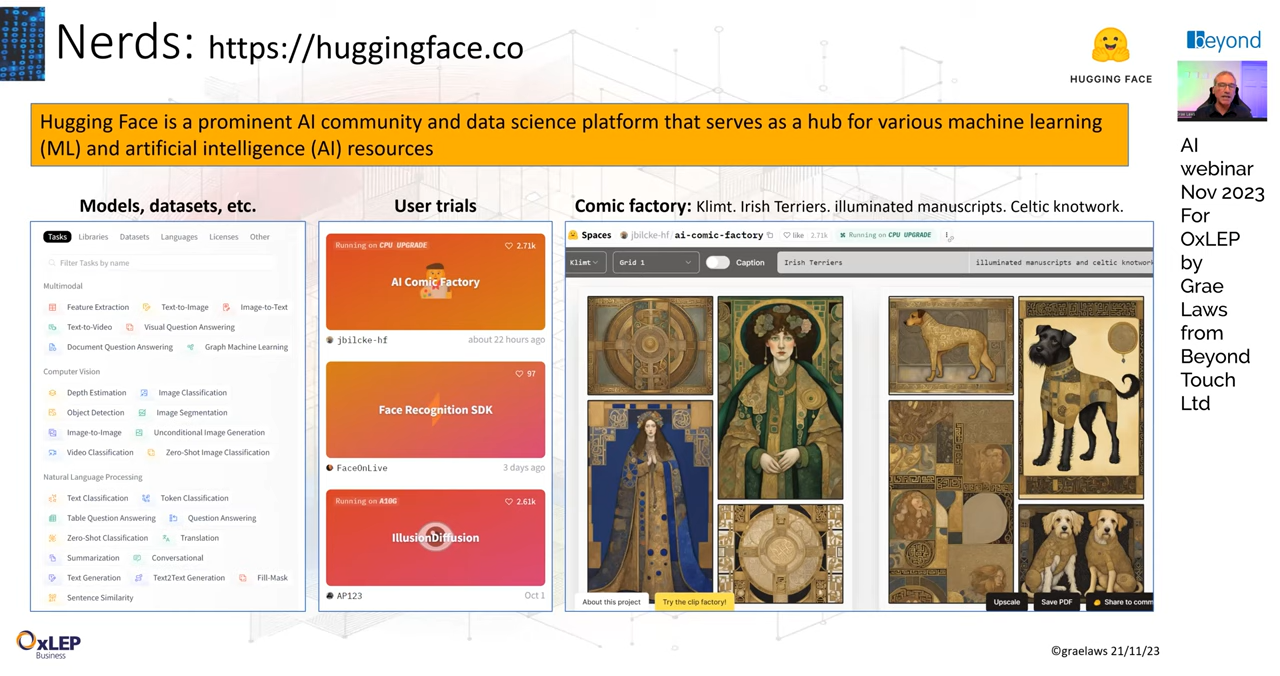 Nerds: https://huggingface.co
HUGGING FACE
beyond
Hugging Face is a prominent AI community and data science platform that serves as a hub for various machine learning
(ML) and artificial intelligence (AI) resources
AI
webinar
Nov 2023
For
OxLEP
by
Grae
Laws
from
Beyond
Touch
Ltd
Models, datasets, etc.
Tasks Libraries Datasets Languages Licenses Other
Filter Tasks by name
Multimodal
Feature Extraction Text-to-Image Image-to-Text
Text-to-Video Visual Question Answering
Document Question Answering Graph Machine Learning
Computer Vision
Depth Estimation Image Classification
Object Detection Image Segmentation
Image-to-Image Unconditional Image Generation
Video Classification Zero-Shot Image Classification
Natural Language Processing
Text Classification Token Classification
Table Question Answering Question Answering
Zero-Shot Classification Translation
Summarization Conversational
Text Generation Text2Text Generation Fill-Mask
Sentence Similarity
User trials
Running on CPU UPGRADE 2.71k
AI Comic Factory
jbilcke-hf about 22 hours ago
97
Face Recognition SDK
FaceOnLive 3 days ago
Running on A10G 2.61k
IllusionDiffusion
AP123 Oct 1
Comic factory: Klimt. Irish Terriers. illuminated manuscripts. Celtic knotwork.
Spaces jbilcke-hf/ai-comic-factory like 2.71k Running on CPU UPGRADE
Klimt Grid 1 Caption Irish Terriers illuminated manuscripts and celtic knotwork
About this project Try the clip factory! Upscale Save PDF Share to comm
OxLEP
Business
©graelaws 21/11/23